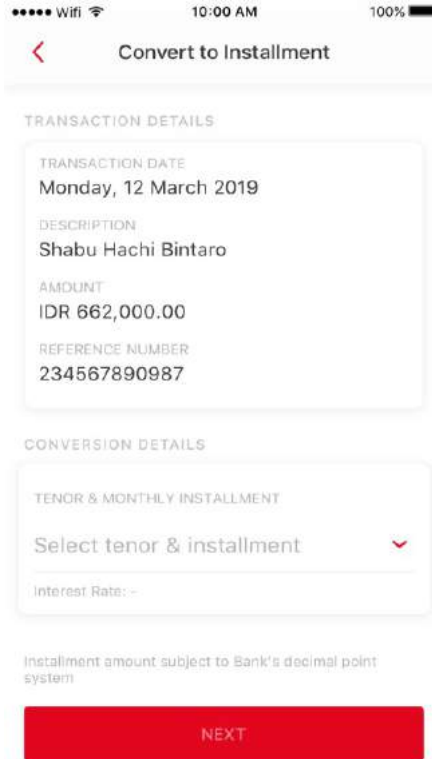 Wifi 10:00 AM 100%
Convert to Installment
TRANSACTION DETAILS
TRANSACTION DATE
Monday, 12 March 2019
DESCRIPTION
Shabu Hachi Bintaro
AMOUNT
IDR 662,000.00
REFERENCE NUMBER
234567890987
CONVERSION DETAILS
TENOR & MONTHLY INSTALLMENT
Select tenor & installment
Interest Rate: -
Installment amount subject to Bank's decimal point
system
NEXT